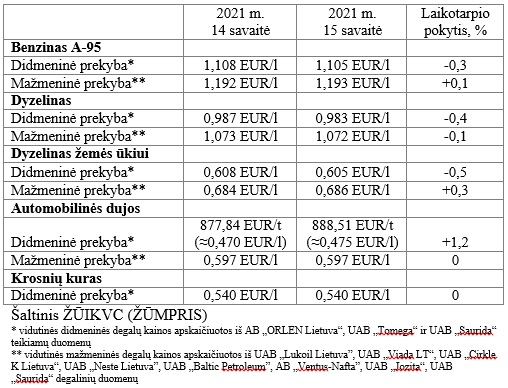 2021 m. 14 savaitė
2021 m. 15 savaitė
Laikotarpio pokytis, %
Benzinas A-95
Didmeninė prekyba* 1,108 EUR/l 1,105 EUR/l -0,3
Mažmeninė prekyba** 1,192 EUR/l 1,193 EUR/l +0,1
Dyzelinas
Didmeninė prekyba* 0,987 EUR/l 0,983 EUR/l -0,4
Mažmeninė prekyba** 1,073 EUR/l 1,072 EUR/l -0,1
Dyzelinas žemės ūkiui
Didmeninė prekyba* 0,608 EUR/l 0,605 EUR/l -0,5
Mažmeninė prekyba** 0,684 EUR/l 0,686 EUR/l +0,3
Automobilinės dujos
Didmeninė prekyba* 877,84 EUR/t (≈0,470 EUR/l) 888,51 EUR/t (≈0,475 EUR/l) +1,2
Mažmeninė prekyba** 0,597 EUR/l 0,597 EUR/l 0
Krosnių kuras
Didmeninė prekyba* 0,540 EUR/l 0,540 EUR/l 0
Šaltinis ŽŪIKVC (ŽŪMPRIS)
* vidutinės didmeninės degalų kainos apskaičiuotos iš AB „ORLEN Lietuva“, UAB „Tomega“ ir UAB „Saurida“
teikiamų duomenų
** vidutinės mažmeninės degalų kainos apskaičiuotos iš UAB „Lukoil Lietuva”, UAB „Viada LT“, UAB „Cirkle
K Lietuva“, UAB „Neste Lietuva”, UAB „Baltic Petroleum”, AB „Ventus-Nafta”, UAB „Jozita“, UAB
„Saurida“ degalinių duomenų